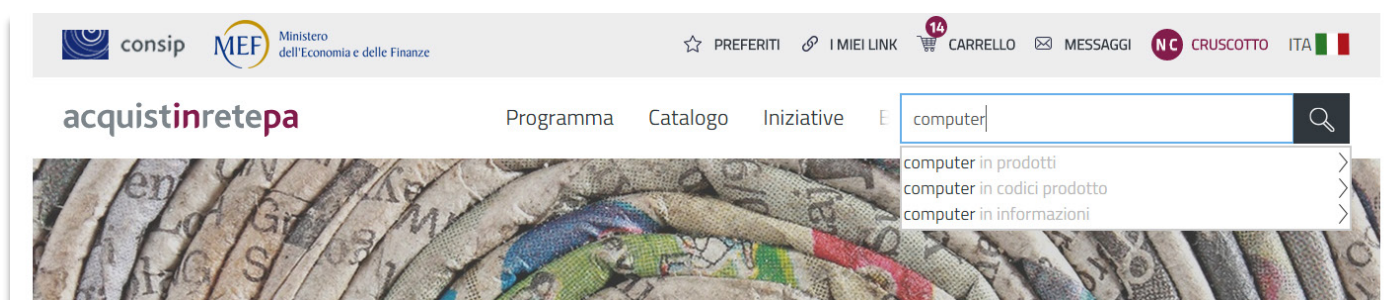 consip
MEF
Ministero
dell'Economia e delle Finanze
PREFERITI
I MIEI LINK
14
CARRELLO
MESSAGGI
NC
CRUSCOTTO
ITA
acquistinretepa
Programma
Catalogo
Iniziative
E
computer
computer in prodotti
computer in codici prodotto
computer in informazioni